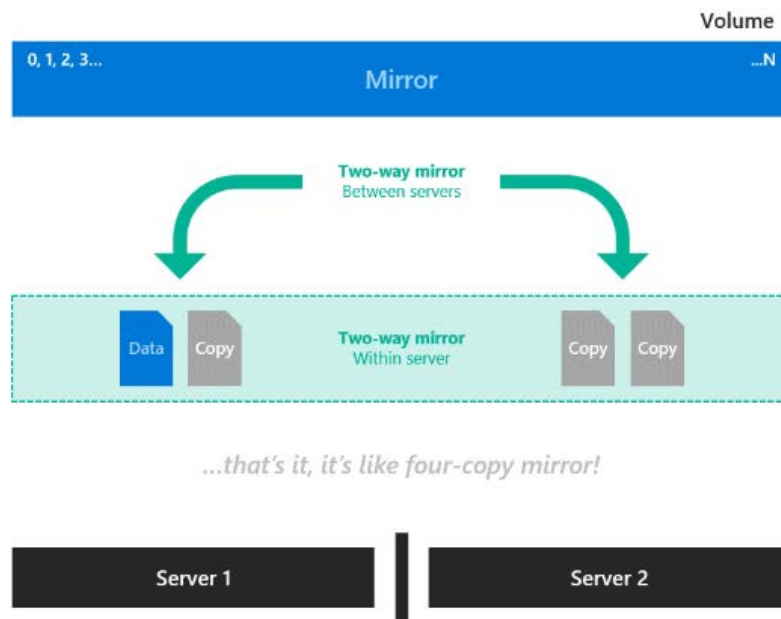 Volume
0, 1, 2, 3...
Mirror
...N
Two-way mirror
Between servers
Data
Copy
Two-way mirror
Within server
Copy
Copy
...that's it, it's like four-copy mirror!
Server 1
Server 2